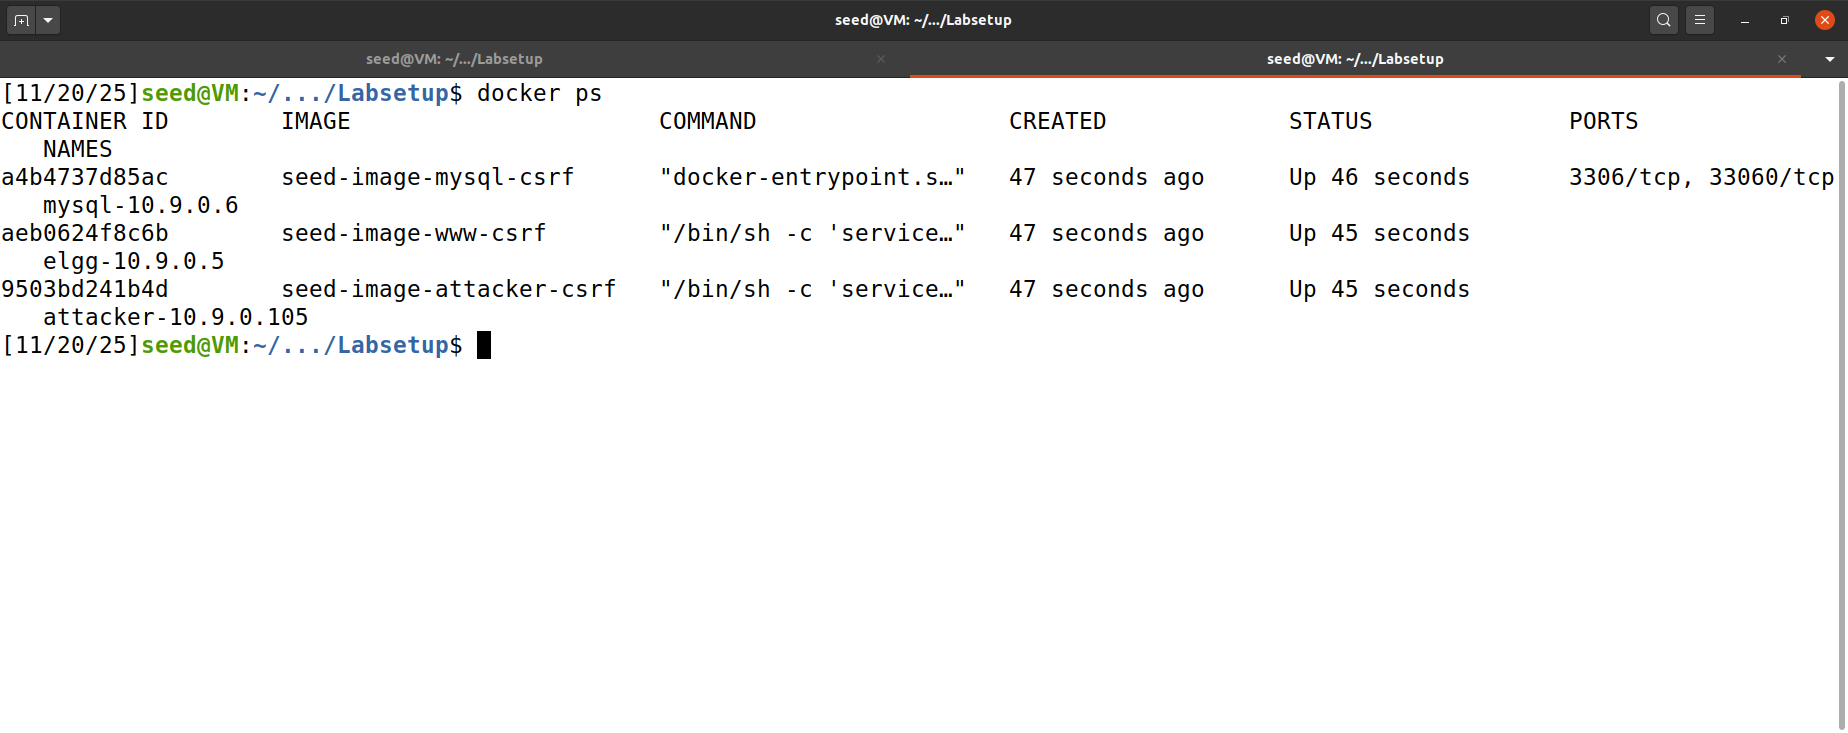 seed@VM: ~/.../Labsetup
seed@VM: ~/.../Labsetup
seed@VM: ~/.../Labsetup
[11/20/25]seed@VM:~/.../Labsetup$ docker ps
CONTAINER ID        IMAGE                      COMMAND                  CREATED             STATUS              PORTS
   NAMES
a4b4737d85ac        seed-image-mysql-csrf      "docker-entrypoint.s…"   47 seconds ago      Up 46 seconds       3306/tcp, 33060/tcp
   mysql-10.9.0.6
aeb0624f8c6b        seed-image-www-csrf        "/bin/sh -c 'service…"   47 seconds ago      Up 45 seconds
   elgg-10.9.0.5
9503bd241b4d        seed-image-attacker-csrf   "/bin/sh -c 'service…"   47 seconds ago      Up 45 seconds
   attacker-10.9.0.105
[11/20/25]seed@VM:~/.../Labsetup$